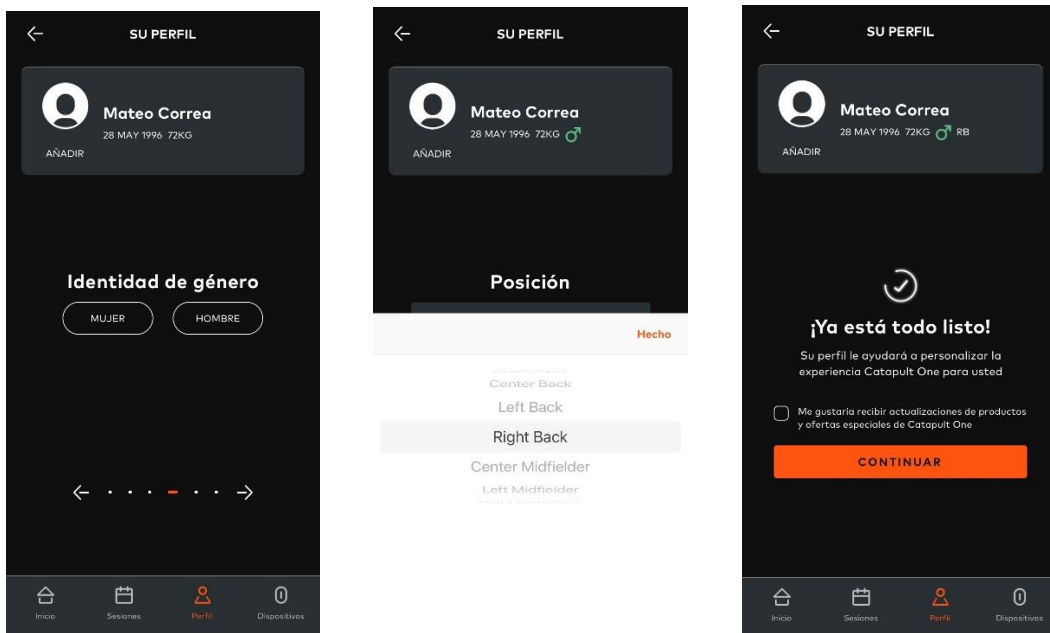 SU PERFIL
Mateo Correa
28 MAY 1996 72KG
AÑADIR
Identidad de género
MUJER
HOMBRE
Inicio
Sesiones
Perfil
Dispositivos
SU PERFIL
Mateo Correa
28 MAY 1996 72KG
AÑADIR
Posición
Hecho
Center Back
Left Back
Right Back
Center Midfielder
Left Midfielder
SU PERFIL
Mateo Correa
28 MAY 1996 72KG RB
AÑADIR
¡Ya está todo listo!
Su perfil le ayudará a personalizar la
experiencia Catapult One para usted
Me gustaría recibir actualizaciones de productos
y ofertas especiales de Catapult One
CONTINUAR
Inicio
Sesiones
Perfil
Dispositivos